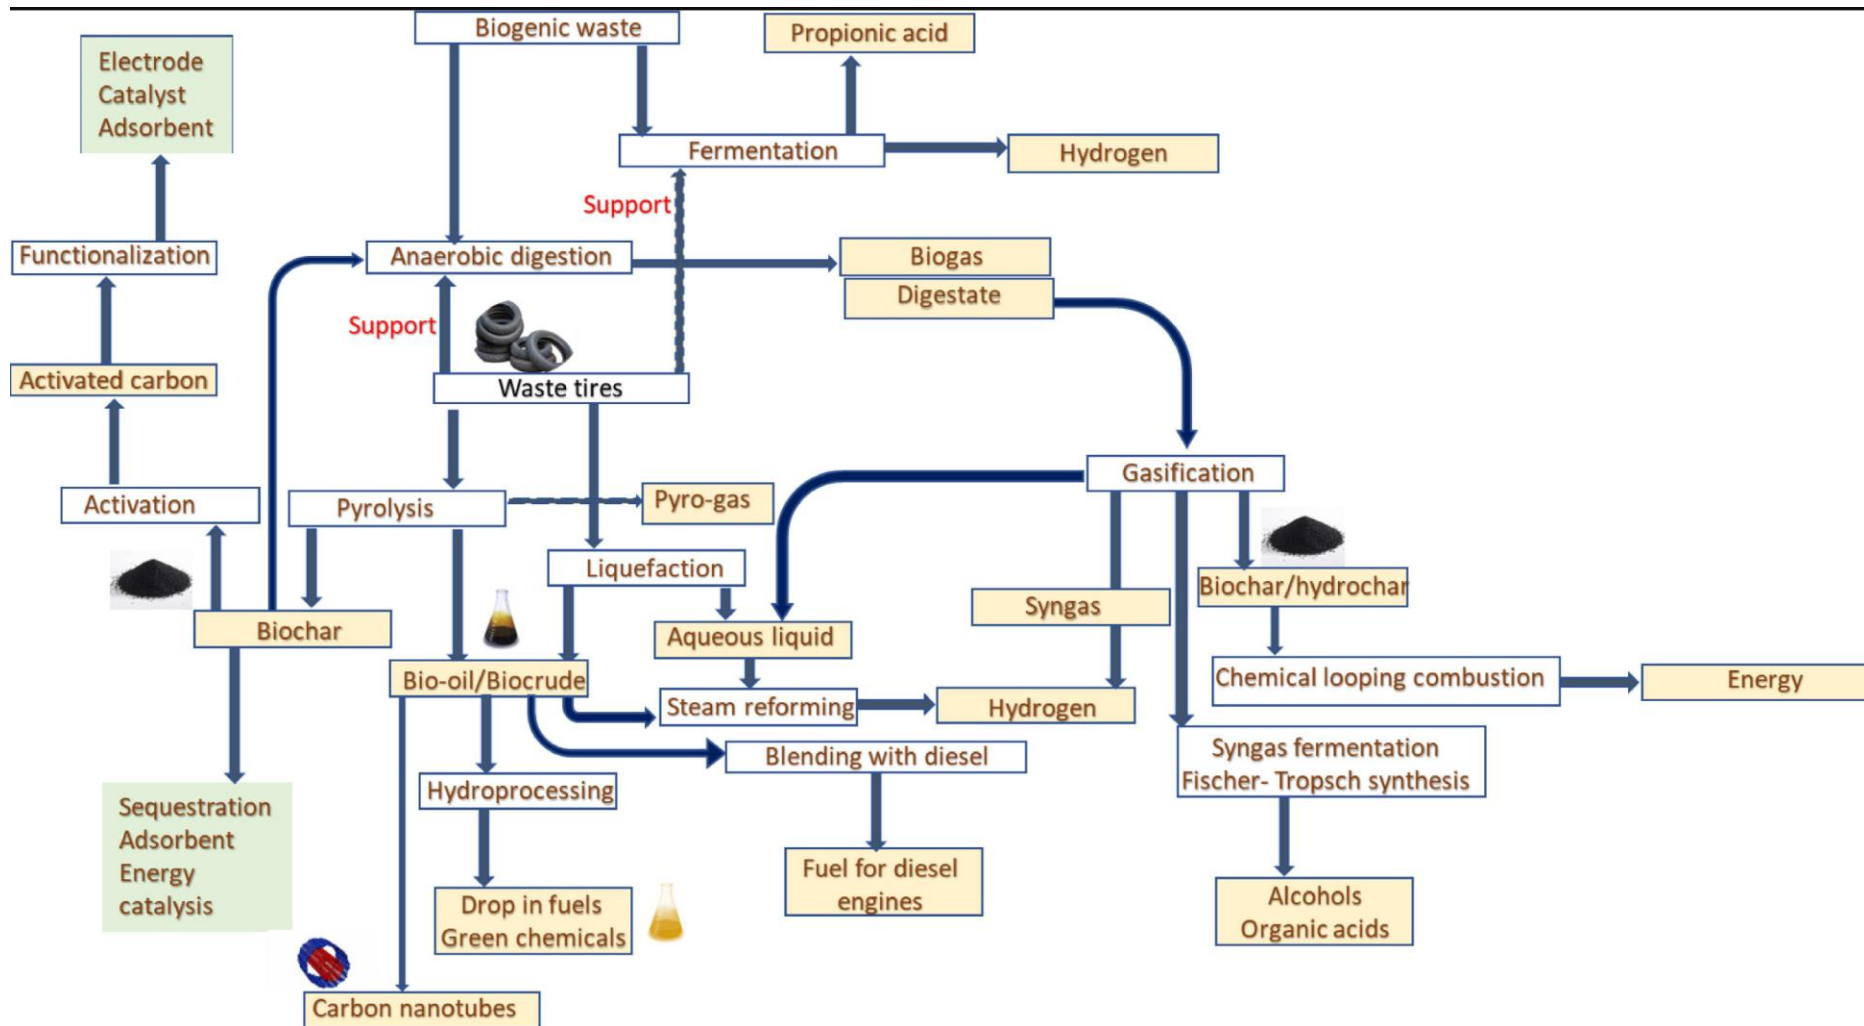 Biogenic waste
Propionic acid
Electrode
Catalyst
Adsorbent
Fermentation
Hydrogen
Support
Functionalization
Anaerobic digestion
Biogas
Digestate
Support
Activated carbon
Waste tires
Gasification
Activation
Pyrolysis
Pyro-gas
Liquefaction
Biochar/hydrochar
Syngas
Biochar
Aqueous liquid
Bio-oil/Biocrude
Chemical looping combustion
Energy
Steam reforming
Hydrogen
Blending with diesel
Syngas fermentation
Fischer- Tropsch synthesis
Hydroprocessing
Sequestration
Adsorbent
Energy
catalysis
Fuel for diesel
engines
Drop in fuels
Green chemicals
Alcohols
Organic acids
Carbon nanotubes